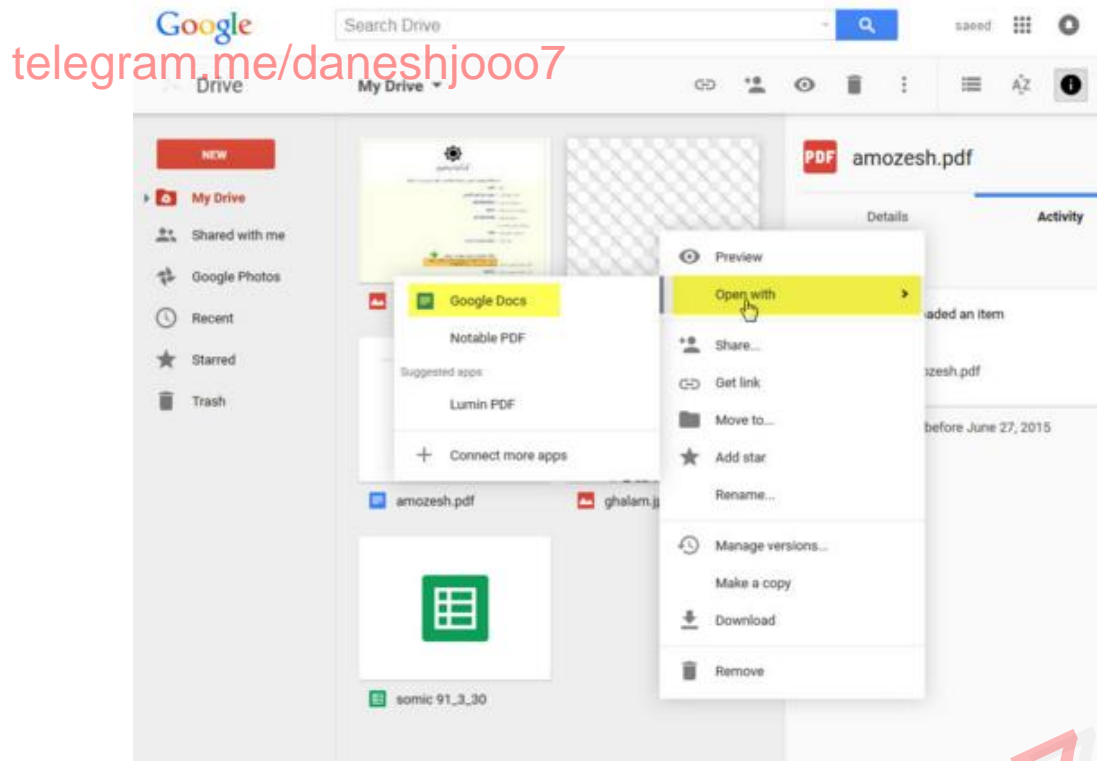 Google
Search Drive
saeed
telegram.me/daneshjooo7
Drive
My Drive
AZ
NEW
My Drive
Shared with me
Google Photos
Recent
Starred
Trash
PDF
amozesh.pdf
Details
Activity
Preview
Open with
Share...
Get link
Move to...
Add star
Rename...
Manage versions...
Make a copy
Download
Remove
Google Docs
Notable PDF
Suggested apps
Lumin PDF
Connect more apps
amozesh.pdf
somic 91_3_30
before June 27, 2015
an item